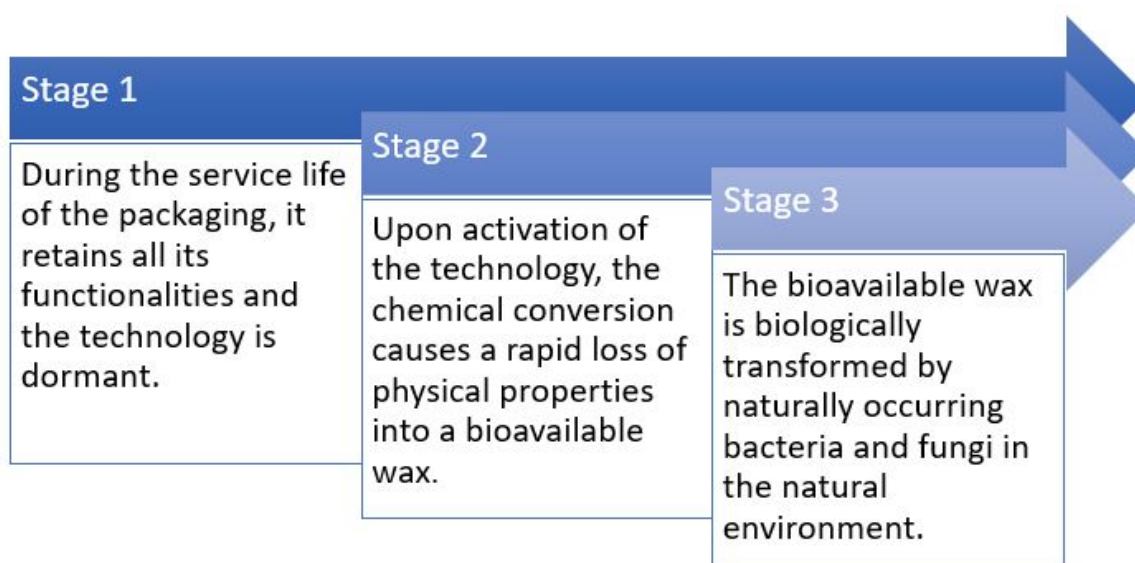 Stage 1
During the service life
of the packaging, it
retains all its
functionalities and
the technology is
dormant.
Stage 2
Upon activation of
the technology, the
chemical conversion
causes a rapid loss of
physical properties
into a bioavailable
wax.
Stage 3
The bioavailable wax
is biologically
transformed by
naturally occurring
bacteria and fungi in
the natural
environment.